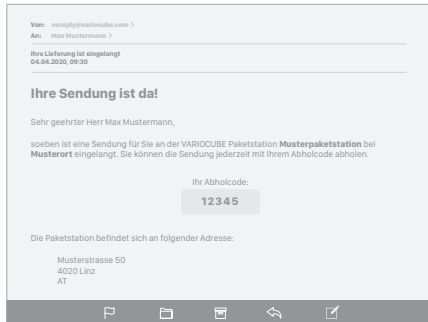 Von: noreply@variocube.com >
An: Max Mustermann >
Ihre Lieferung ist eingelangt
04.04.2020, 09:30
Ihre Sendung ist da!
Sehr geehrter Herr Max Mustermann,
soeben ist eine Sendung für Sie an der VARIOCUBE Paketstation Musterpaketstation bei
Musterort eingelangt. Sie können die Sendung jederzeit mit Ihrem Abholcode abholen.
Ihr Abholcode:
12345
Die Paketstation befindet sich an folgender Adresse:
Musterstrasse 50
4020 Linz
AT